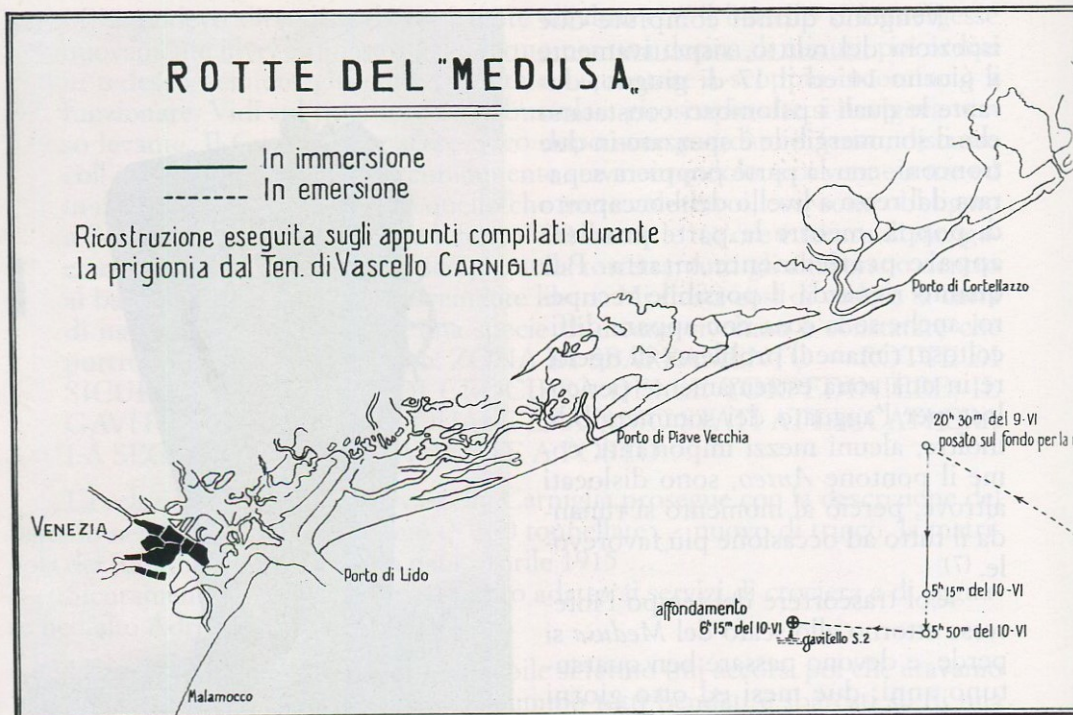 ROTTE DEL "MEDUSA„
In immersione
In emersione
Ricostruzione eseguita sugli appunti compilati durante
la prigionia dal Ten. di Vascello CARNIGLIA
Porto di Cortellazzo
Porto di Piave Vecchia
30ᵐ del 9-VI
posato sul fondo per la
VENEZIA
Porto di Lido
5ʰ 15ᵐ del 10-VI
affondamento
6ʰ 15ᵐ del 10-VI
5ʰ 50ᵐ del 10-VI
gavitello S.2
Malamocco